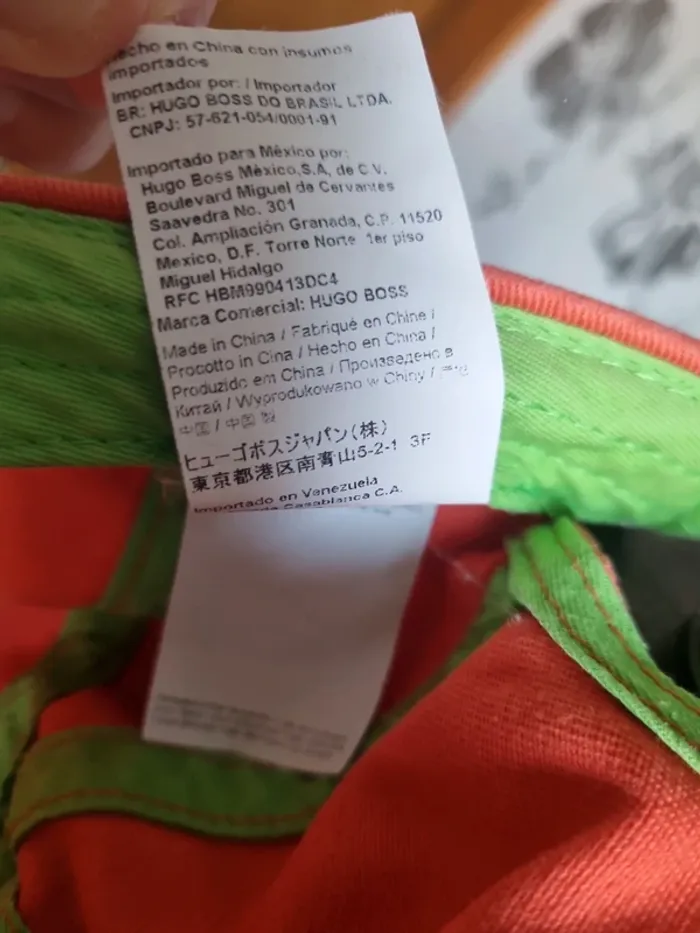 Hecho en China con insumos
importados
Importador por: / Importador
BR: HUGO BOSS DO BRASIL LTDA.
CNPJ: 57-621-054/0001-91
Importado para México por:
Hugo Boss México,S.A, de C.V.
Boulevard Miguel de Cervantes
Saavedra No. 301
Col. Ampliación Granada, C.P. 11520
Mexico, D.F. Torre Norte 1er piso
Miguel Hidalgo
RFC HBM990413DC4
Marca Comercial: HUGO BOSS
Made in China / Fabriqué en Chine /
Prodotto in Cina / Hecho en China /
Produzido em China / Произведено в
Китай / Wyprodukowano w Chiny /
中国 / 中国 製
ヒューゴボスジャパン(株)
東京都港区南青山5-2-1 3F
Importado en Venezuela
Casablanca C.A.